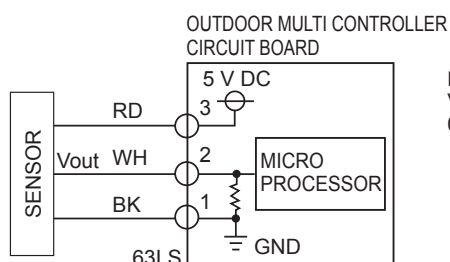 OUTDOOR MULTI CONTROLLER
CIRCUIT BOARD
5 V DC
RD
3
SENSOR
Vout WH
2
MICRO
PROCESSOR
BK
1
GND
63LS